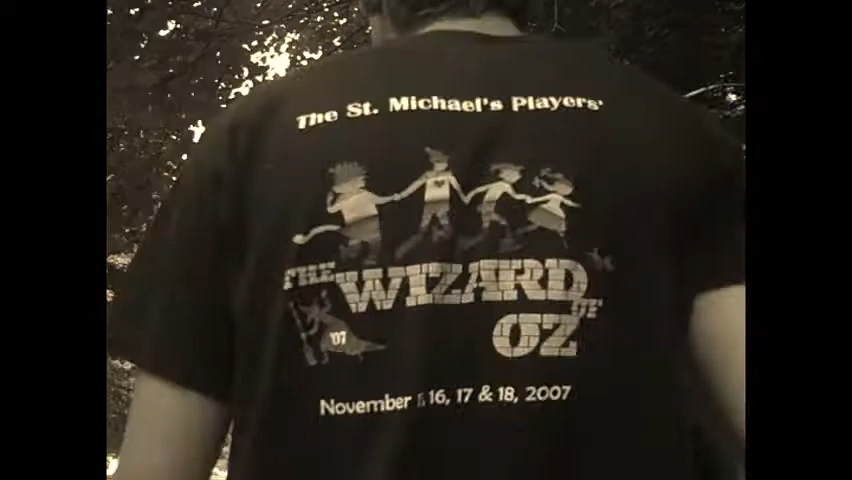 The St. Michael's Players'
THE WIZARD
OF
OZ
'07
November 16, 17 & 18, 2007